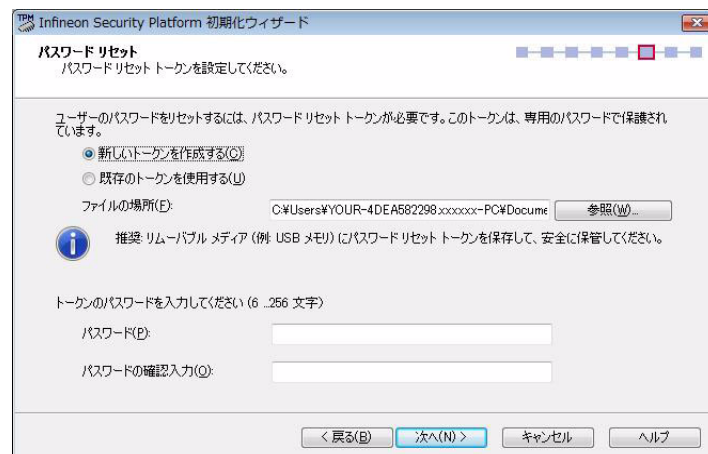 TPM Infineon Security Platform 初期化ウィザード
パスワード リセット
パスワード リセット トークンを設定してください。
ユーザーのパスワードをリセットするには、パスワード リセット トークンが必要です。このトークンは、専用のパスワードで保護され
ています。
新しいトークンを作成する(C)
既存のトークンを使用する(U)
ファイルの場所(F): C:¥Users¥YOUR-4DEA582298.xxxxxx-PC¥Docume 参照(W)...
推奨: リムーバブル メディア (例: USB メモリ) にパスワード リセット トークンを保存して、安全に保管してください。
トークンのパスワードを入力してください (6 ..256 文字)
パスワード(P):
パスワードの確認入力(O):
< 戻る(B) 次へ(N) > キャンセル ヘルプ